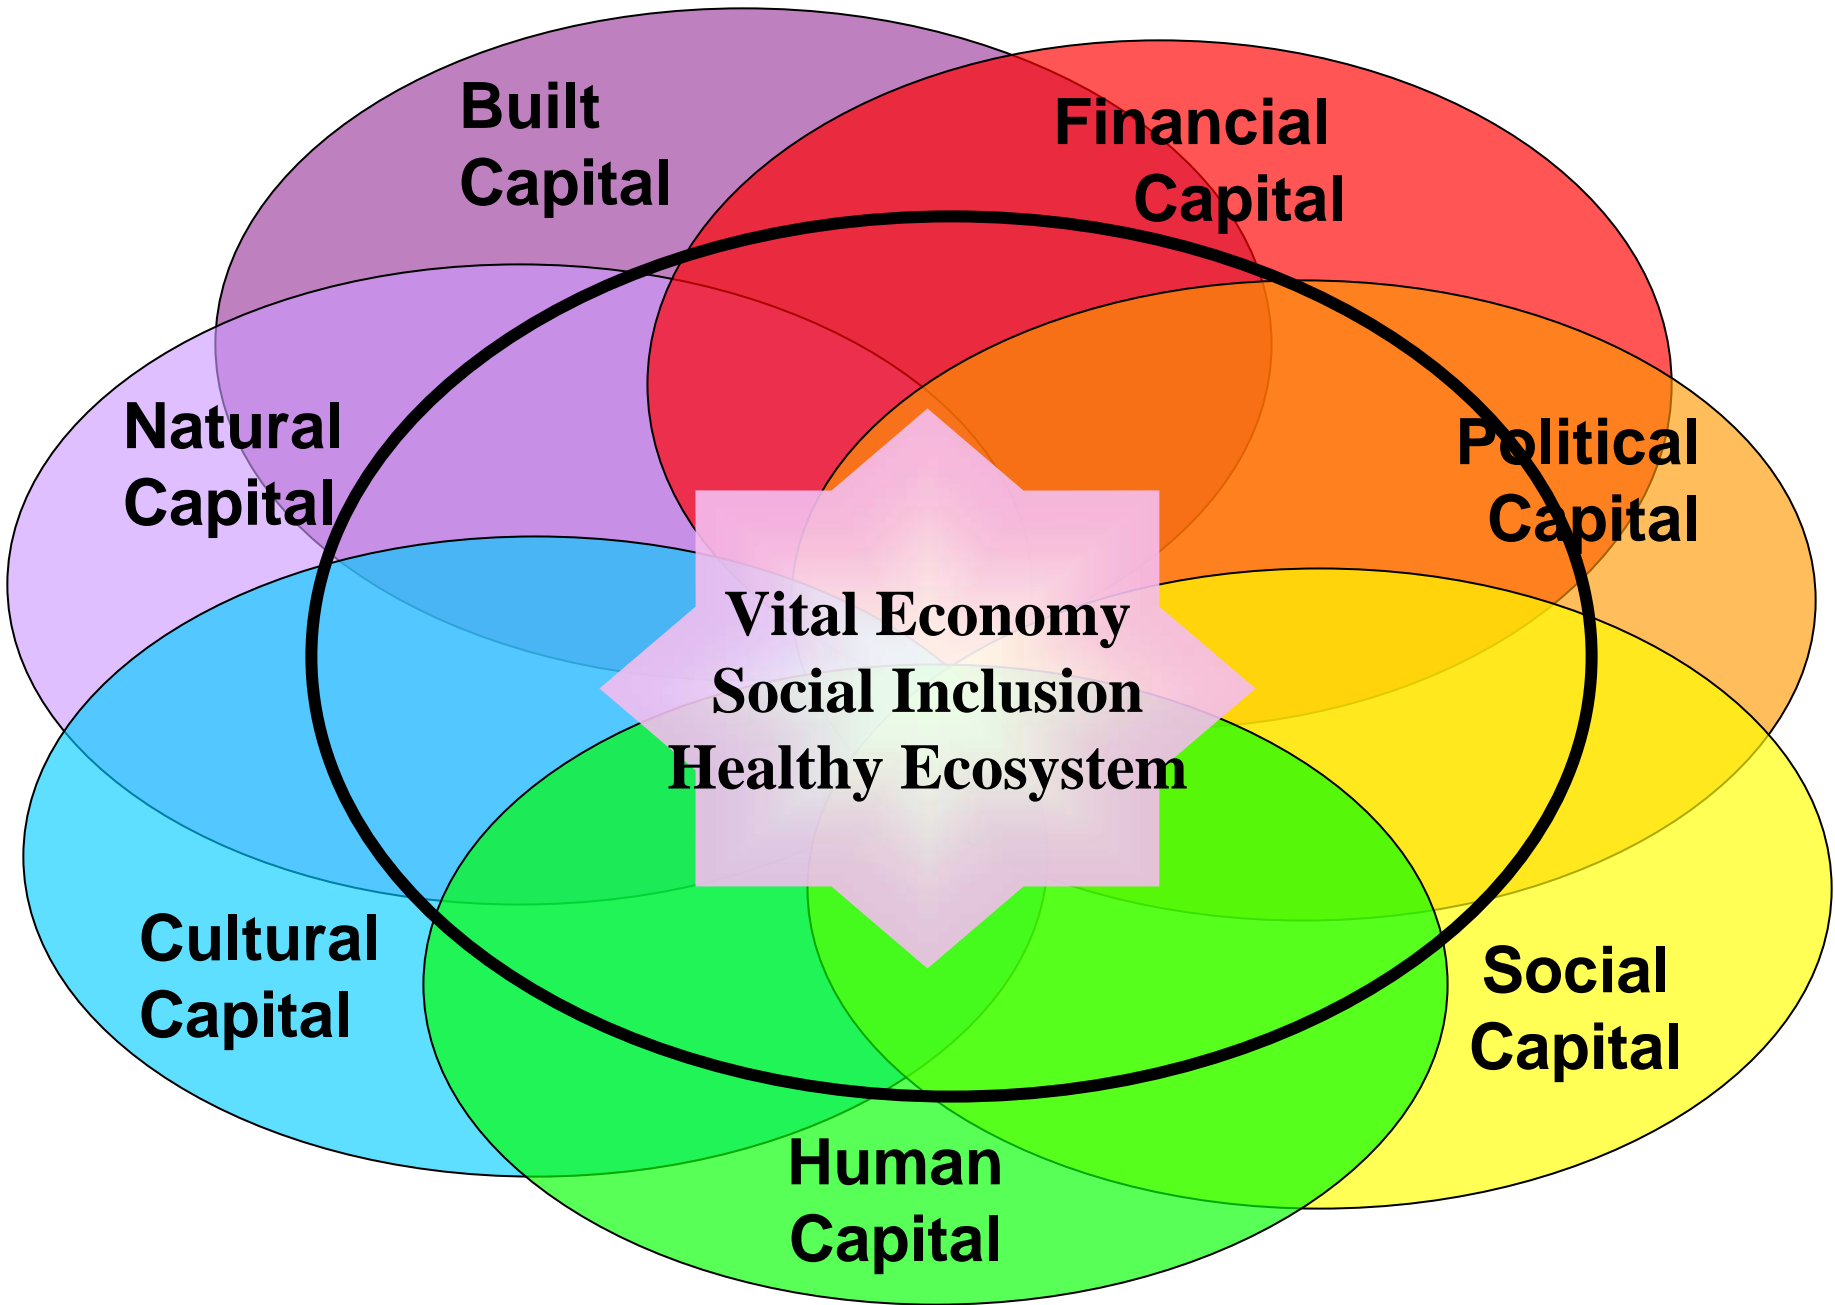 Built
Capital
Financial
Capital
Natural
Capital
Political
Capital
Vital Economy
Social Inclusion
Healthy Ecosystem
Cultural
Capital
Social
Capital
Human
Capital